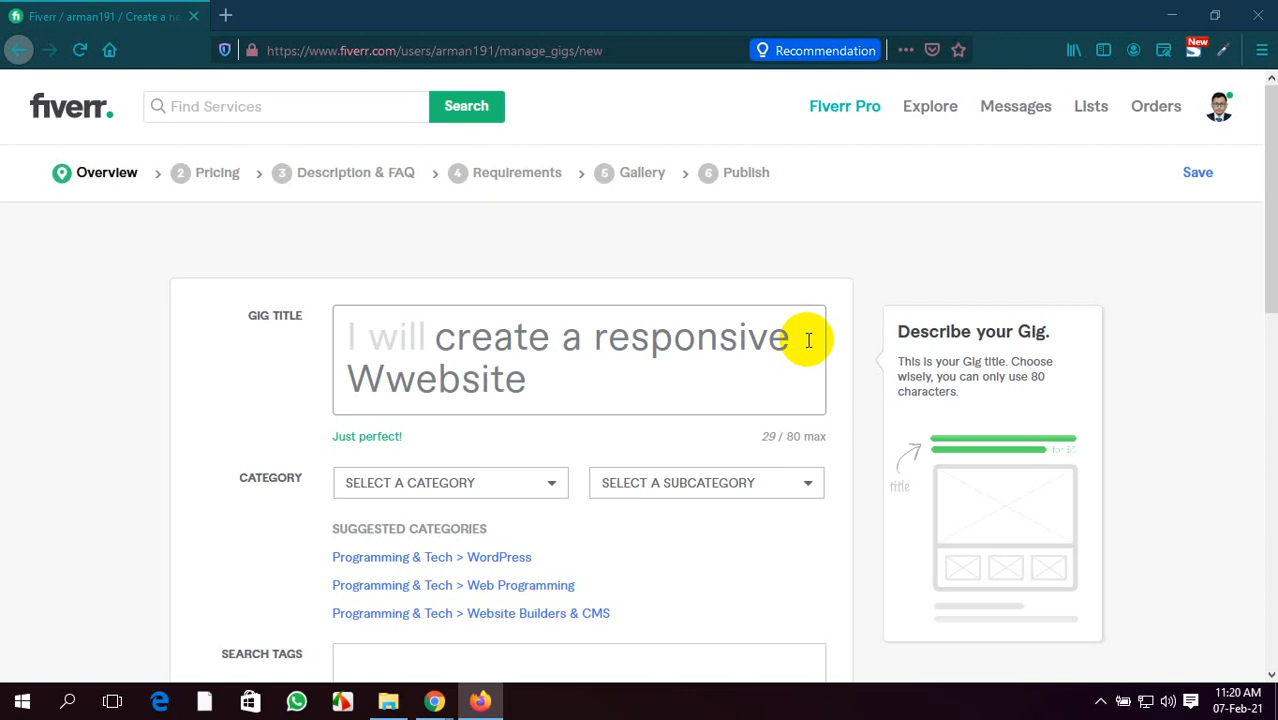 Fiverr / arman191 / Create a ne
https://www.fiverr.com/users/arman191/manage_gigs/new
Recommendation
New
fiverr.
Find Services
Search
Fiverr Pro
Explore
Messages
Lists
Orders
Overview
2 Pricing
3 Description & FAQ
4 Requirements
5 Gallery
6 Publish
Save
GIG TITLE
I will create a responsive
Wwebsite
Just perfect!
29 / 80 max
CATEGORY
SELECT A CATEGORY
SELECT A SUBCATEGORY
SUGGESTED CATEGORIES
Programming & Tech > WordPress
Programming & Tech > Web Programming
Programming & Tech > Website Builders & CMS
SEARCH TAGS
Describe your Gig.
This is your Gig title. Choose
wisely, you can only use 80
characters.
for $5
title
11:20 AM
07-Feb-21